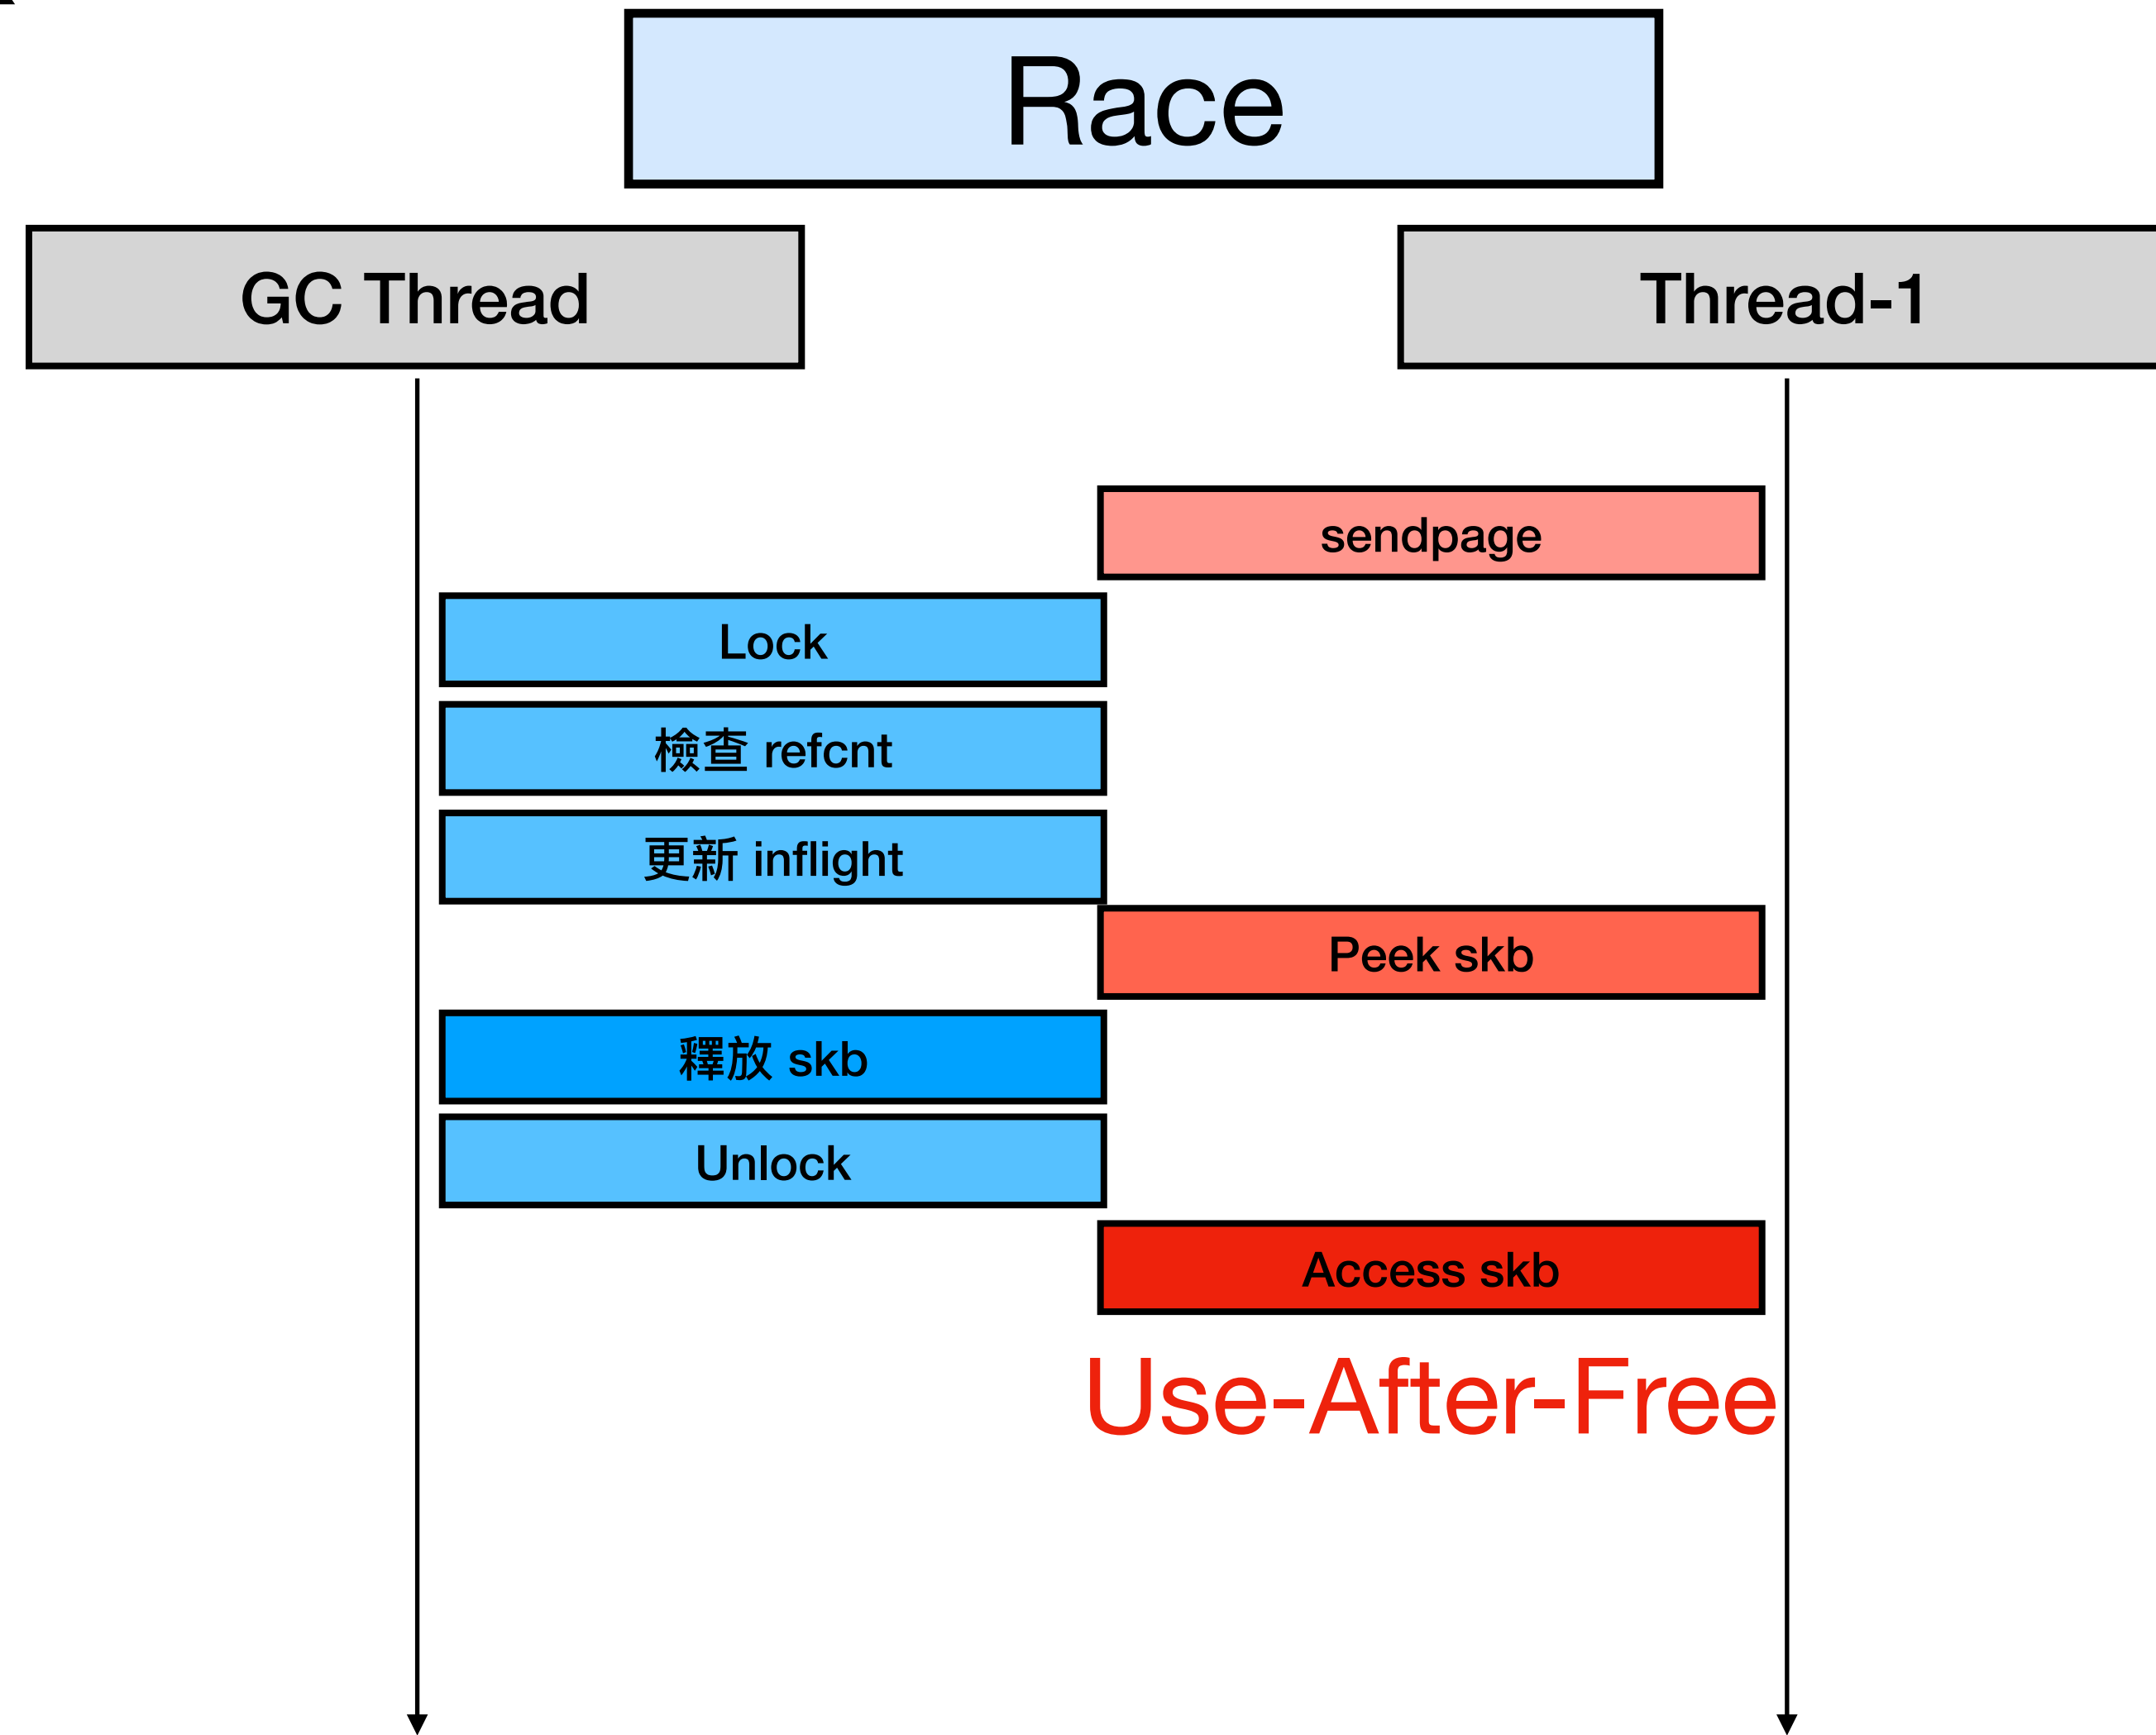 Race
GC Thread
Thread-1
sendpage
Lock
檢查 refcnt
更新 inflight
Peek skb
釋放 skb
Unlock
Access skb
Use-After-Free